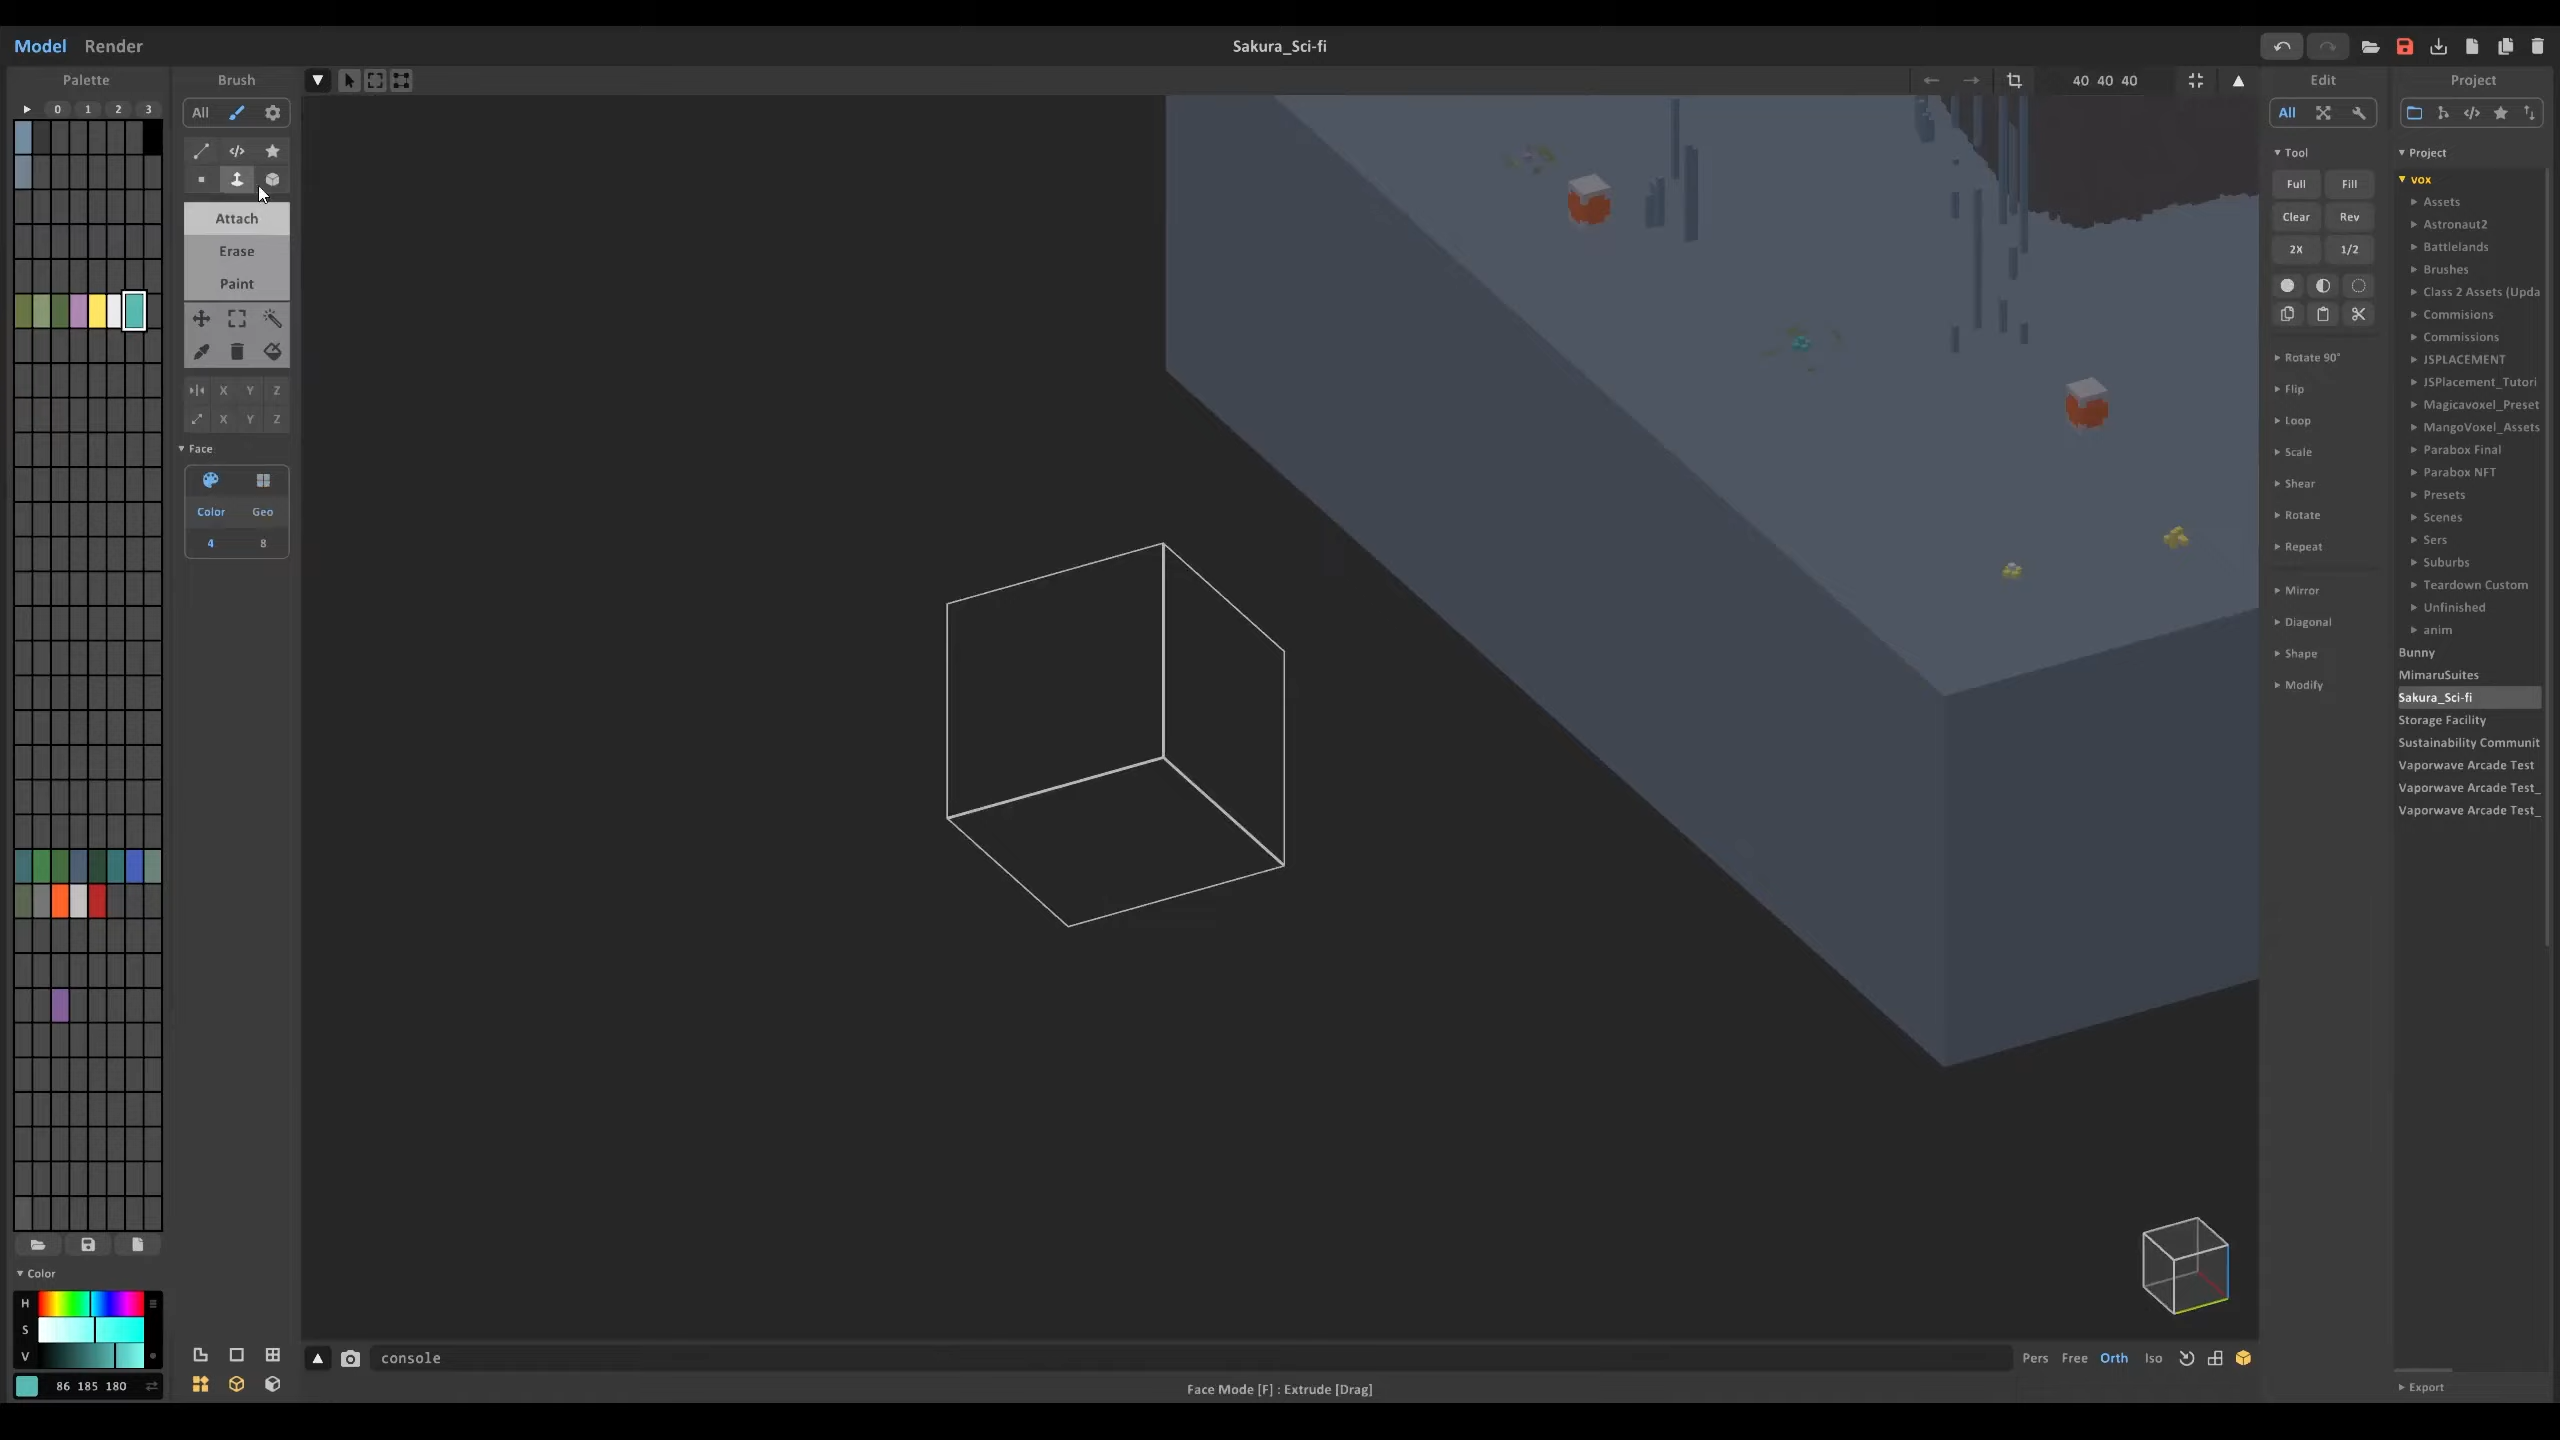 Model Render
Sakura_Sci-fi
Palette
0 1 2 3
Brush
All
Attach
Erase
Paint
X Y Z
X Y Z
Face
Color Geo
4 8
40 40 40
Edit
All
Tool
Full Fill
Clear Rev
2X 1/2
Rotate 90°
Flip
Loop
Scale
Shear
Rotate
Repeat
Mirror
Diagonal
Shape
Modify
Project
Project
vox
Assets
Astronaut2
Battlelands
Brushes
Class 2 Assets (Upda
Commisions
Commissions
JSPLACEMENT
JSPlacement_Tutori
Magicavoxel_Preset
MangoVoxel_Assets
Parabox Final
Parabox NFT
Presets
Scenes
Sers
Suburbs
Teardown Custom
Unfinished
anim
Bunny
MimaruSuites
Sakura_Sci-fi
Storage Facility
Sustainability Communit
Vaporwave Arcade Test
Vaporwave Arcade Test_
Vaporwave Arcade Test_
Export
Color
H
S
V
86 185 180
console
Pers Free Orth Iso
Face Mode [F] : Extrude [Drag]